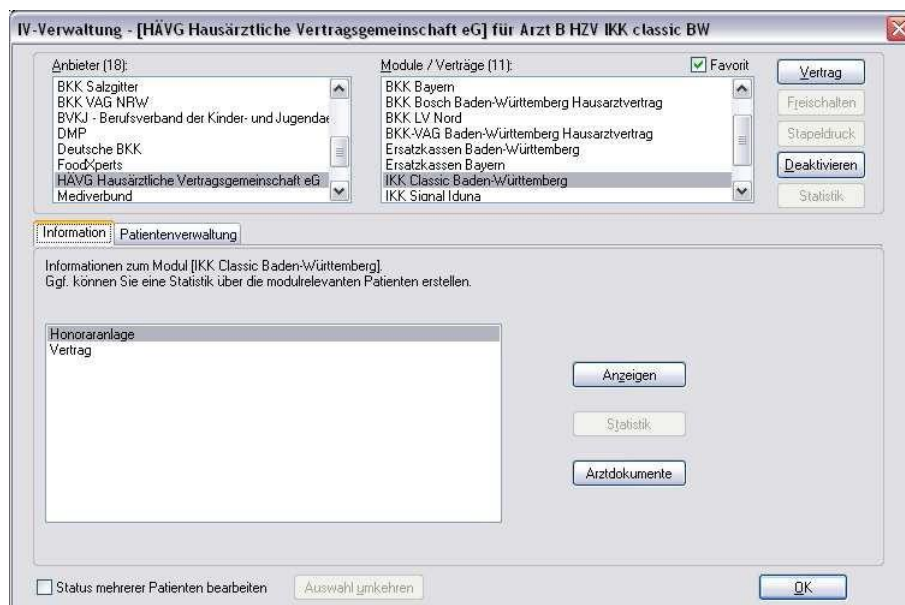 IV-Verwaltung - [HÄVG Hausärztliche Vertragsgemeinschaft eG] für Arzt B HZV IKK classic BW
Anbieter (18):
BKK Salzgitter
BKK VAG NRW
BVKJ - Berufsverband der Kinder- und Jugendae
DMP
Deutsche BKK
FoodXperts
HÄVG Hausärztliche Vertragsgemeinschaft eG
Mediverbund
Module / Verträge (11):
Favorit
BKK Bayern
BKK Bosch Baden-Württemberg Hausarztvertrag
BKK LV Nord
BKK-VAG Baden-Württemberg Hausarztvertrag
Ersatzkassen Baden-Württemberg
Ersatzkassen Bayern
IKK Classic Baden-Württemberg
IKK Signal Iduna
Vertrag
Freischalten
Stapeldruck
Deaktivieren
Statistik
Information
Patientenverwaltung
Informationen zum Modul [IKK Classic Baden-Württemberg].
Ggf. können Sie eine Statistik über die modulrelevanten Patienten erstellen.
Honoraranlage
Vertrag
Anzeigen
Statistik
Arztdokumente
Status mehrerer Patienten bearbeiten
Auswahl umkehren
OK